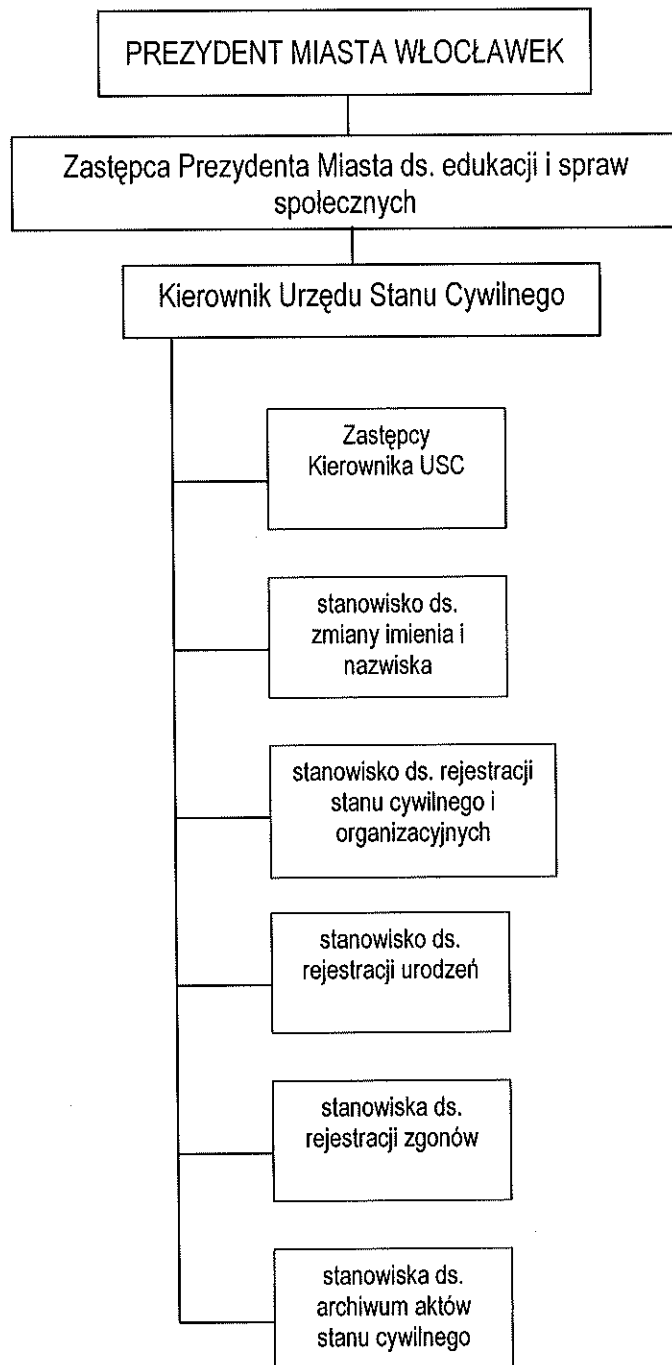 PREZYDENT MIASTA WŁOCŁAWEK
Zastępca Prezydenta Miasta ds. edukacji i spraw
społecznych
Kierownik Urzędu Stanu Cywilnego
Zastępcy
Kierownika USC
stanowisko ds.
zmiany imienia i
nazwiska
stanowisko ds. rejestracji
stanu cywilnego i
organizacyjnych
stanowisko ds.
rejestracji urodzeń
stanowiska ds.
rejestracji zgonów
stanowiska ds.
archiwum aktów
stanu cywilnego